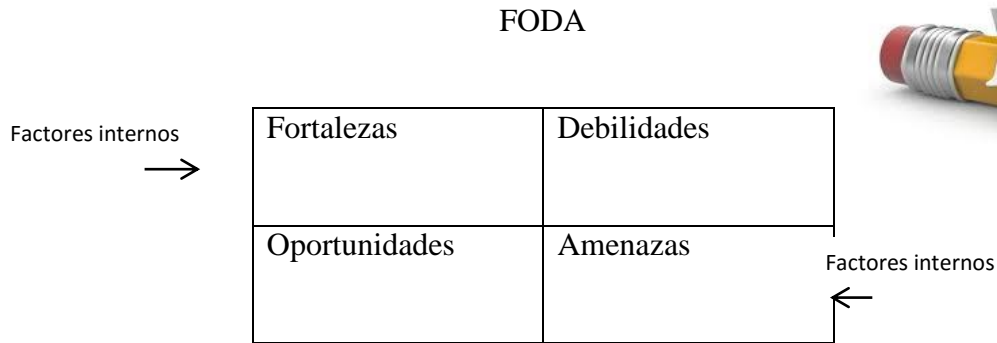 FODA
Factores internos
Fortalezas
Debilidades
Oportunidades
Amenazas
Factores internos